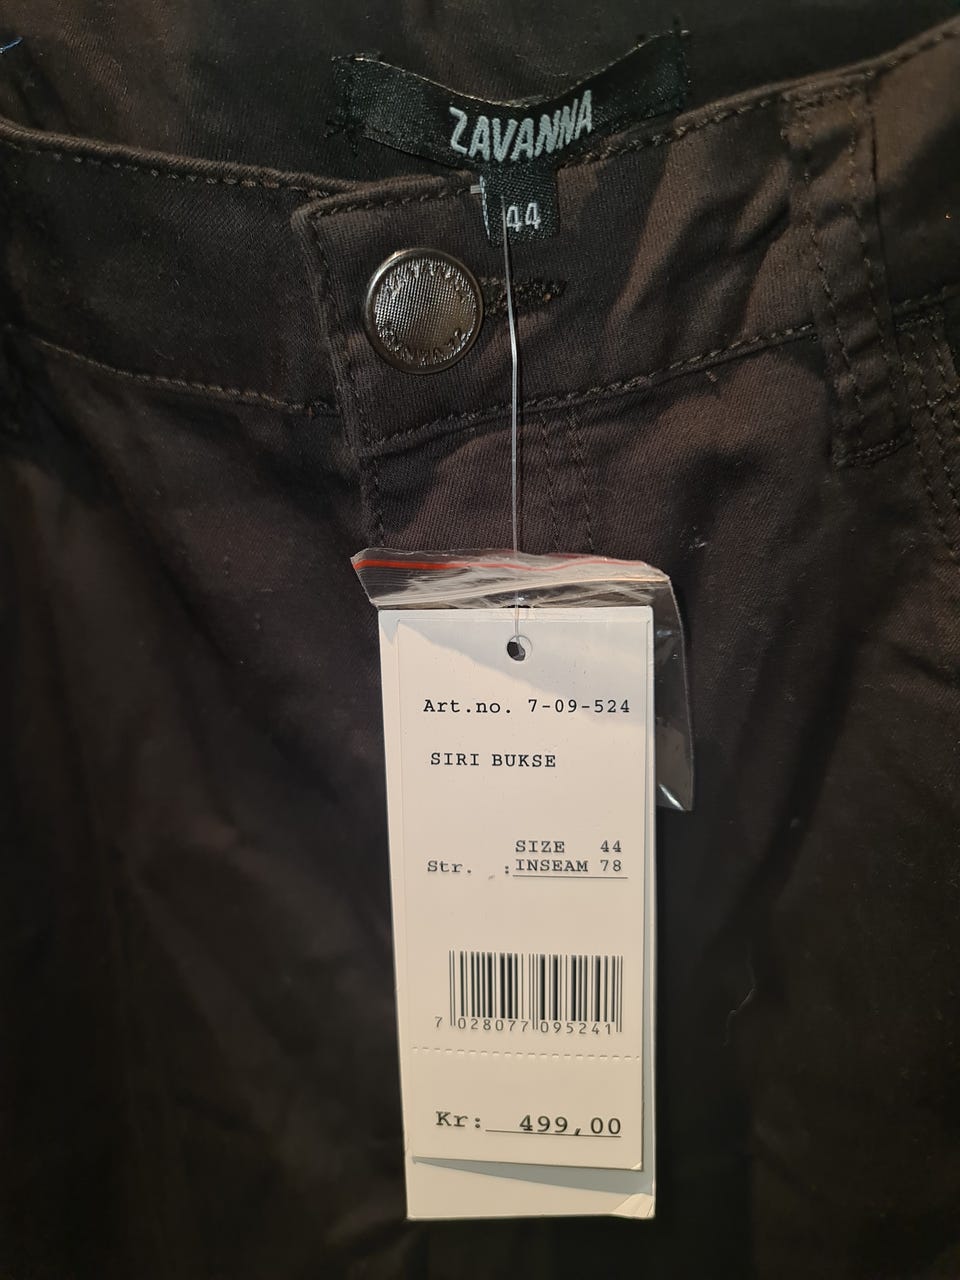 ZAVANNA
44
Art.no. 7-09-524
SIRI BUKSE
SIZE 44
Str. : INSEAM 78
7 028077 095241
Kr: 499,00